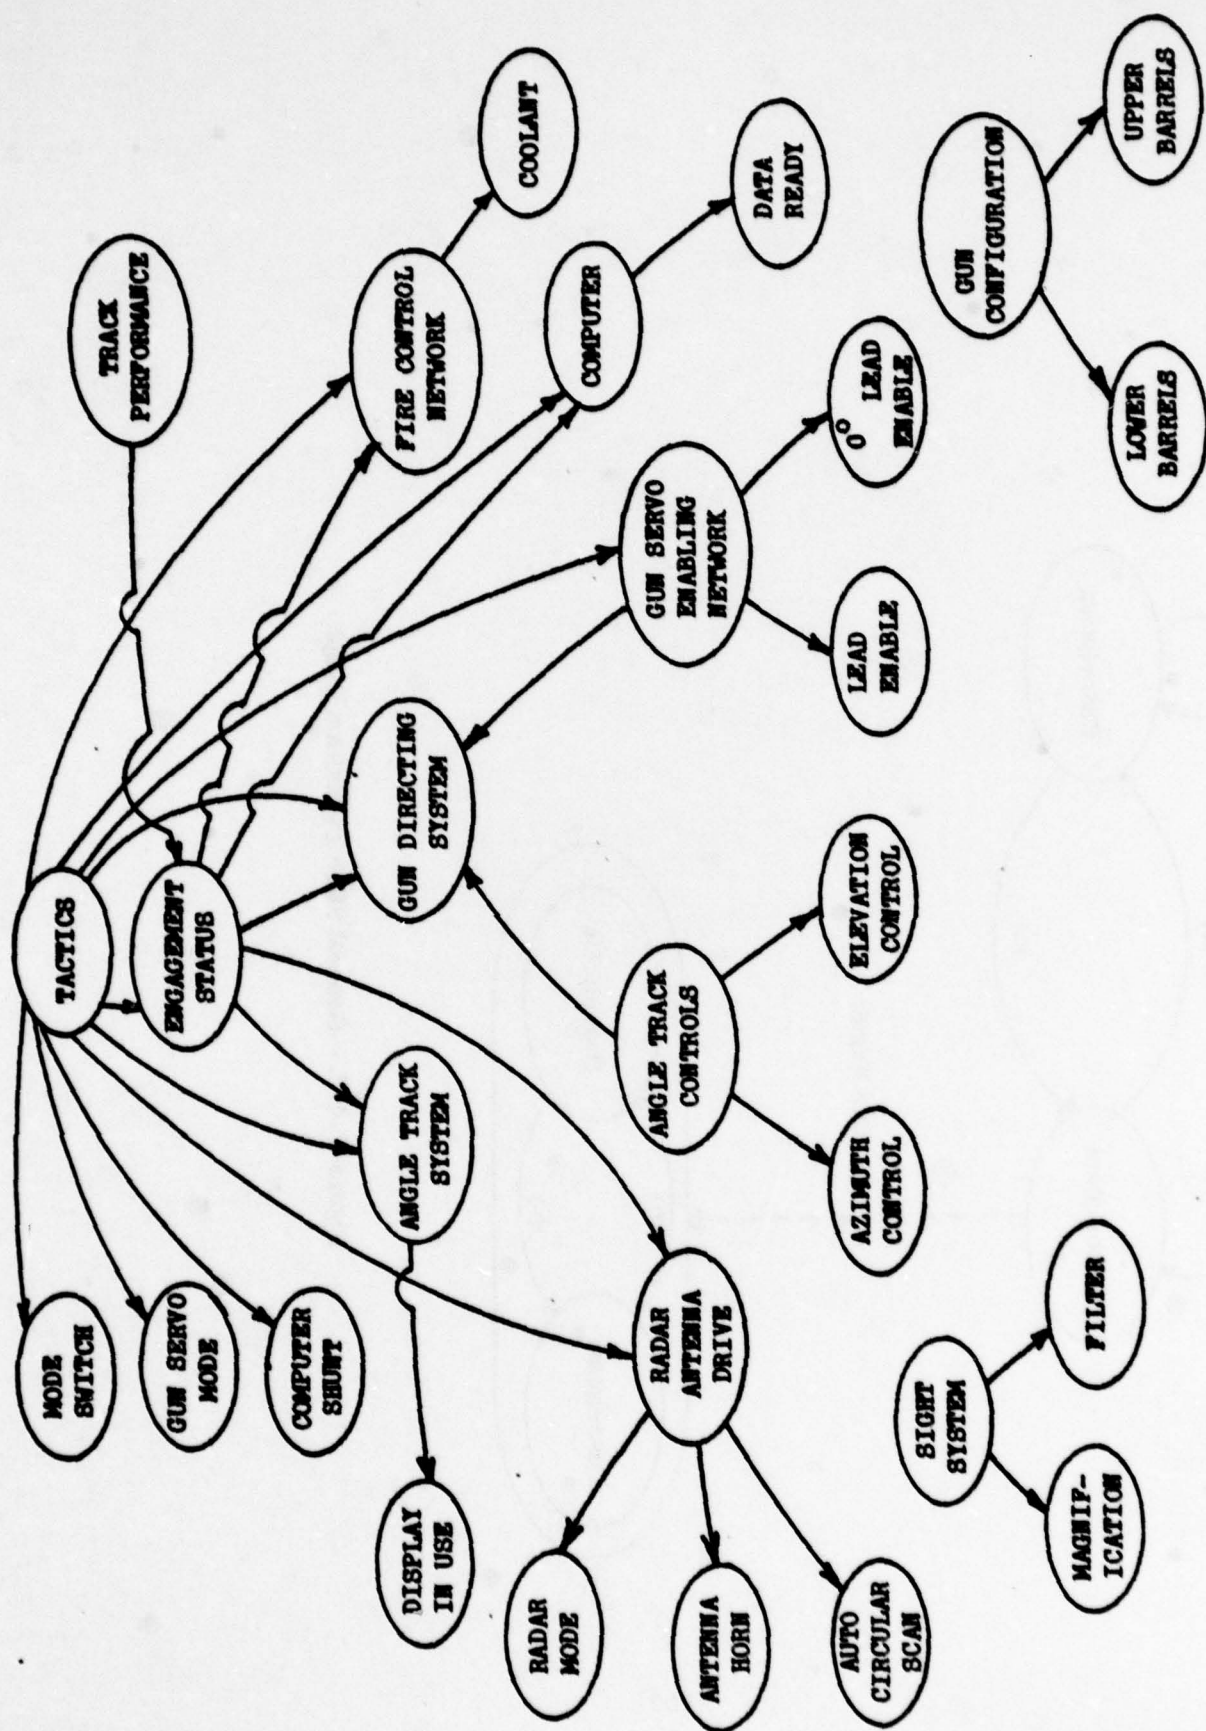 MODE
SWITCH
TACTICS
TRACK
PERFORMANCE
GUN SERVO
MODE
ENGAGEMENT
STATUS
COMPUTER
SHUNT
DISPLAY
IN USE
ANGLE TRACK
SYSTEM
GUN DIRECTING
SYSTEM
FIRE CONTROL
NETWORK
COOLANT
RADAR
MODE
COMPUTER
ANTENNA
HORN
RADAR
ANTENNA
DRIVE
ANGLE TRACK
CONTROLS
GUN SERVO
ENABLING
NETWORK
DATA
READY
AUTO
CIRCULAR
SCAN
AZIMUTH
CONTROL
ELEVATION
CONTROL
LEAD
ENABLE
0° LEAD
ENABLE
SIGHT
SYSTEM
GUN
CONFIGURATION
MAGNIF-
ICATION
FILTER
LOWER
BARRELS
UPPER
BARRELS